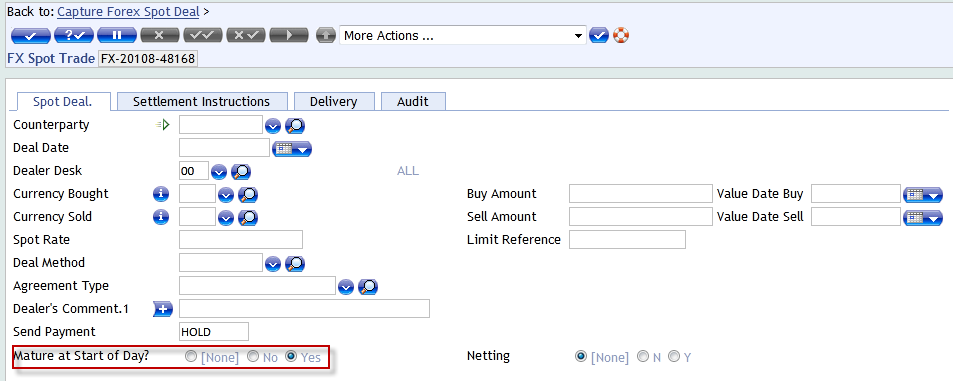 Back to: Capture Forex Spot Deal >
More Actions ...
FX Spot Trade FX-20108-48168
Spot Deal. Settlement Instructions Delivery Audit
Counterparty
Deal Date
Dealer Desk 00 ALL
Currency Bought Buy Amount Value Date Buy
Currency Sold Sell Amount Value Date Sell
Spot Rate Limit Reference
Deal Method
Agreement Type
Dealer's Comment.1
Send Payment HOLD
Mature at Start of Day? [None] No Yes Netting [None] N Y